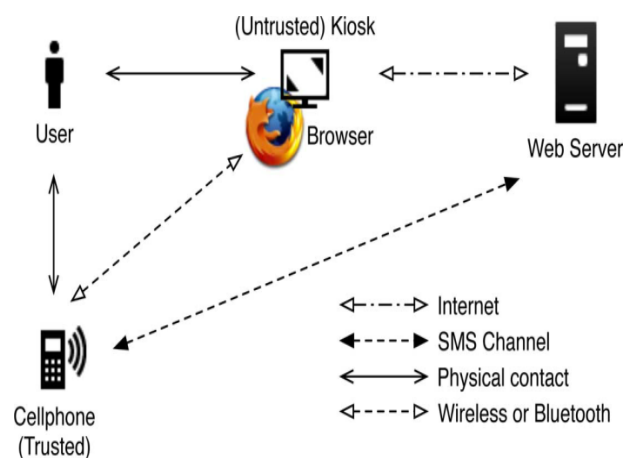 (Untrusted) Kiosk
User
Browser
Web Server
Internet
SMS Channel
Physical contact
Wireless or Bluetooth
Cellphone
(Trusted)